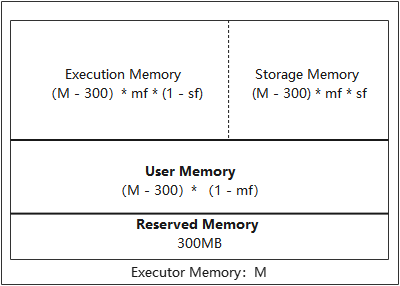 Execution Memory
（M - 300）* mf * (1 - sf)
Storage Memory
(M - 300) * mf * sf
User Memory
（M - 300）* （1 - mf）
Reserved Memory
300MB
Executor Memory：M